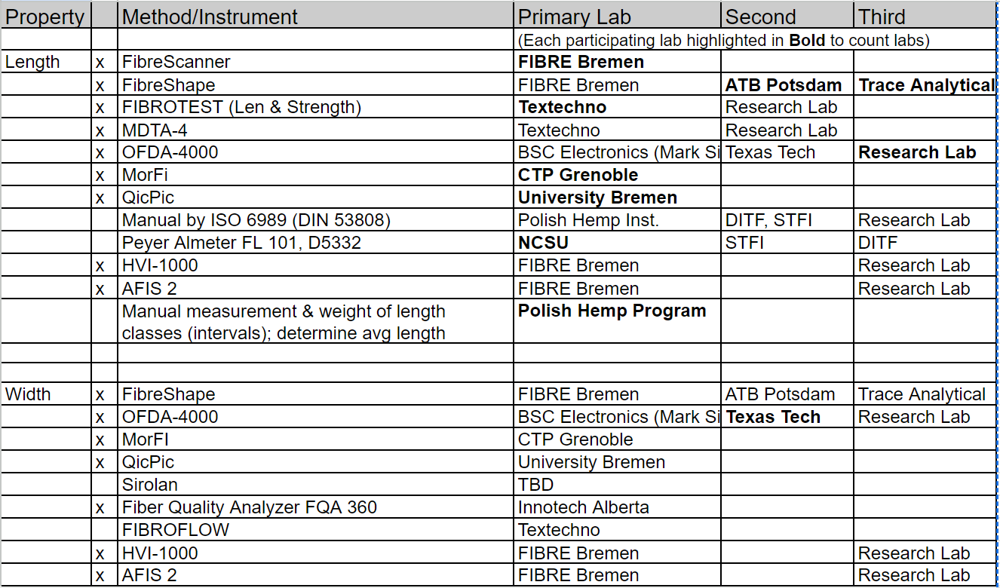 Property Method/Instrument Primary Lab Second Third
(Each participating lab highlighted in Bold to count labs)
Length x FibreScanner FIBRE Bremen
x FibreShape FIBRE Bremen ATB Potsdam Trace Analytical
x FIBROTEST (Len & Strength) Textechno Research Lab
x MDTA-4 Textechno Research Lab
x OFDA-4000 BSC Electronics (Mark Si Texas Tech Research Lab
x MorFi CTP Grenoble
x QicPic University Bremen
Manual by ISO 6989 (DIN 53808) Polish Hemp Inst. DITF, STFI Research Lab
Peyer Almeter FL 101, D5332 NCSU STFI DITF
x HVI-1000 FIBRE Bremen Research Lab
x AFIS 2 FIBRE Bremen Research Lab
Manual measurement & weight of length Polish Hemp Program
classes (intervals); determine avg length
Width x FibreShape FIBRE Bremen ATB Potsdam Trace Analytical
x OFDA-4000 BSC Electronics (Mark Si Texas Tech Research Lab
x MorFI CTP Grenoble
x QicPic University Bremen
Sirolan TBD
x Fiber Quality Analyzer FQA 360 Innotech Alberta
FIBROFLOW Textechno
x HVI-1000 FIBRE Bremen Research Lab
x AFIS 2 FIBRE Bremen Research Lab